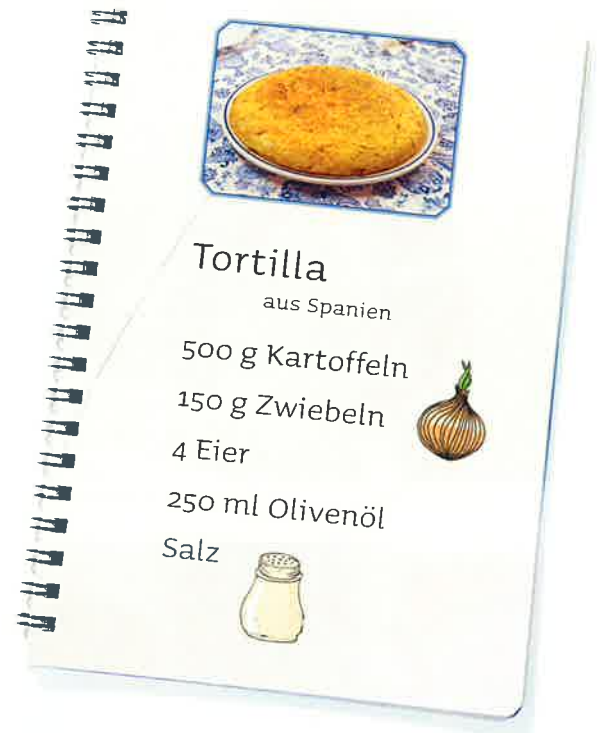 Tortilla
aus Spanien
500 g Kartoffeln
150 g Zwiebeln
4 Eier
250 ml Olivenöl
Salz